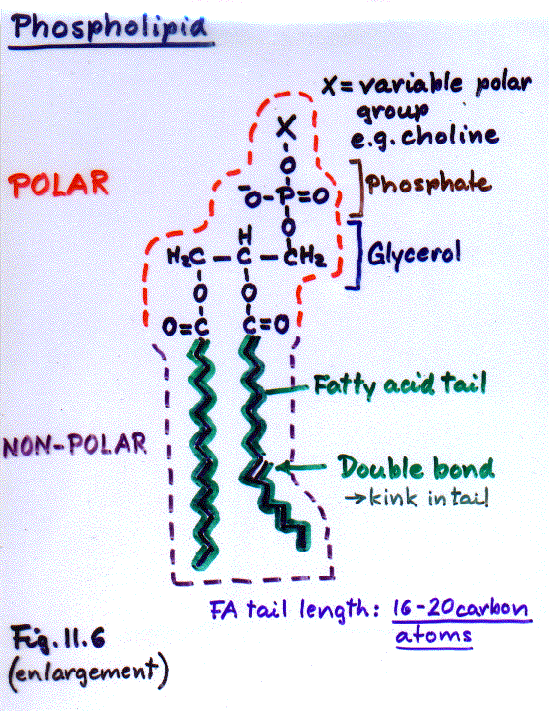 Phospholipid
X = variable polar
group
e.g. choline
X
O
POLAR
⁻O-P=O
Phosphate
O
H
H₂C - C - CH₂
Glycerol
O O
O=C C=O
Fatty acid tail
NON-POLAR
Double bond
→kink in tail
FA tail length: 16-20 carbon
atoms
Fig. 11.6
(enlargement)